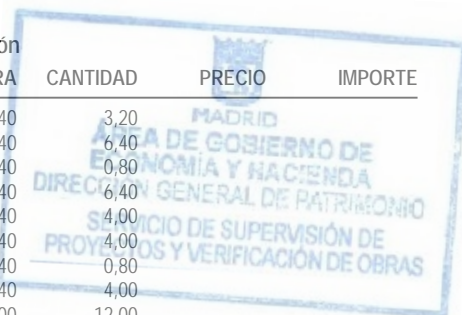 ón
RA CANTIDAD PRECIO IMPORTE
40 3,20
40 6,40
40 0,80
40 6,40
40 4,00
40 4,00
40 0,80
40 4,00
00 12,00
MADRID
ÁREA DE GOBIERNO DE
ECONOMÍA Y HACIENDA
DIRECCIÓN GENERAL DE PATRIMONIO
SERVICIO DE SUPERVISIÓN DE
PROYECTOS Y VERIFICACIÓN DE OBRAS